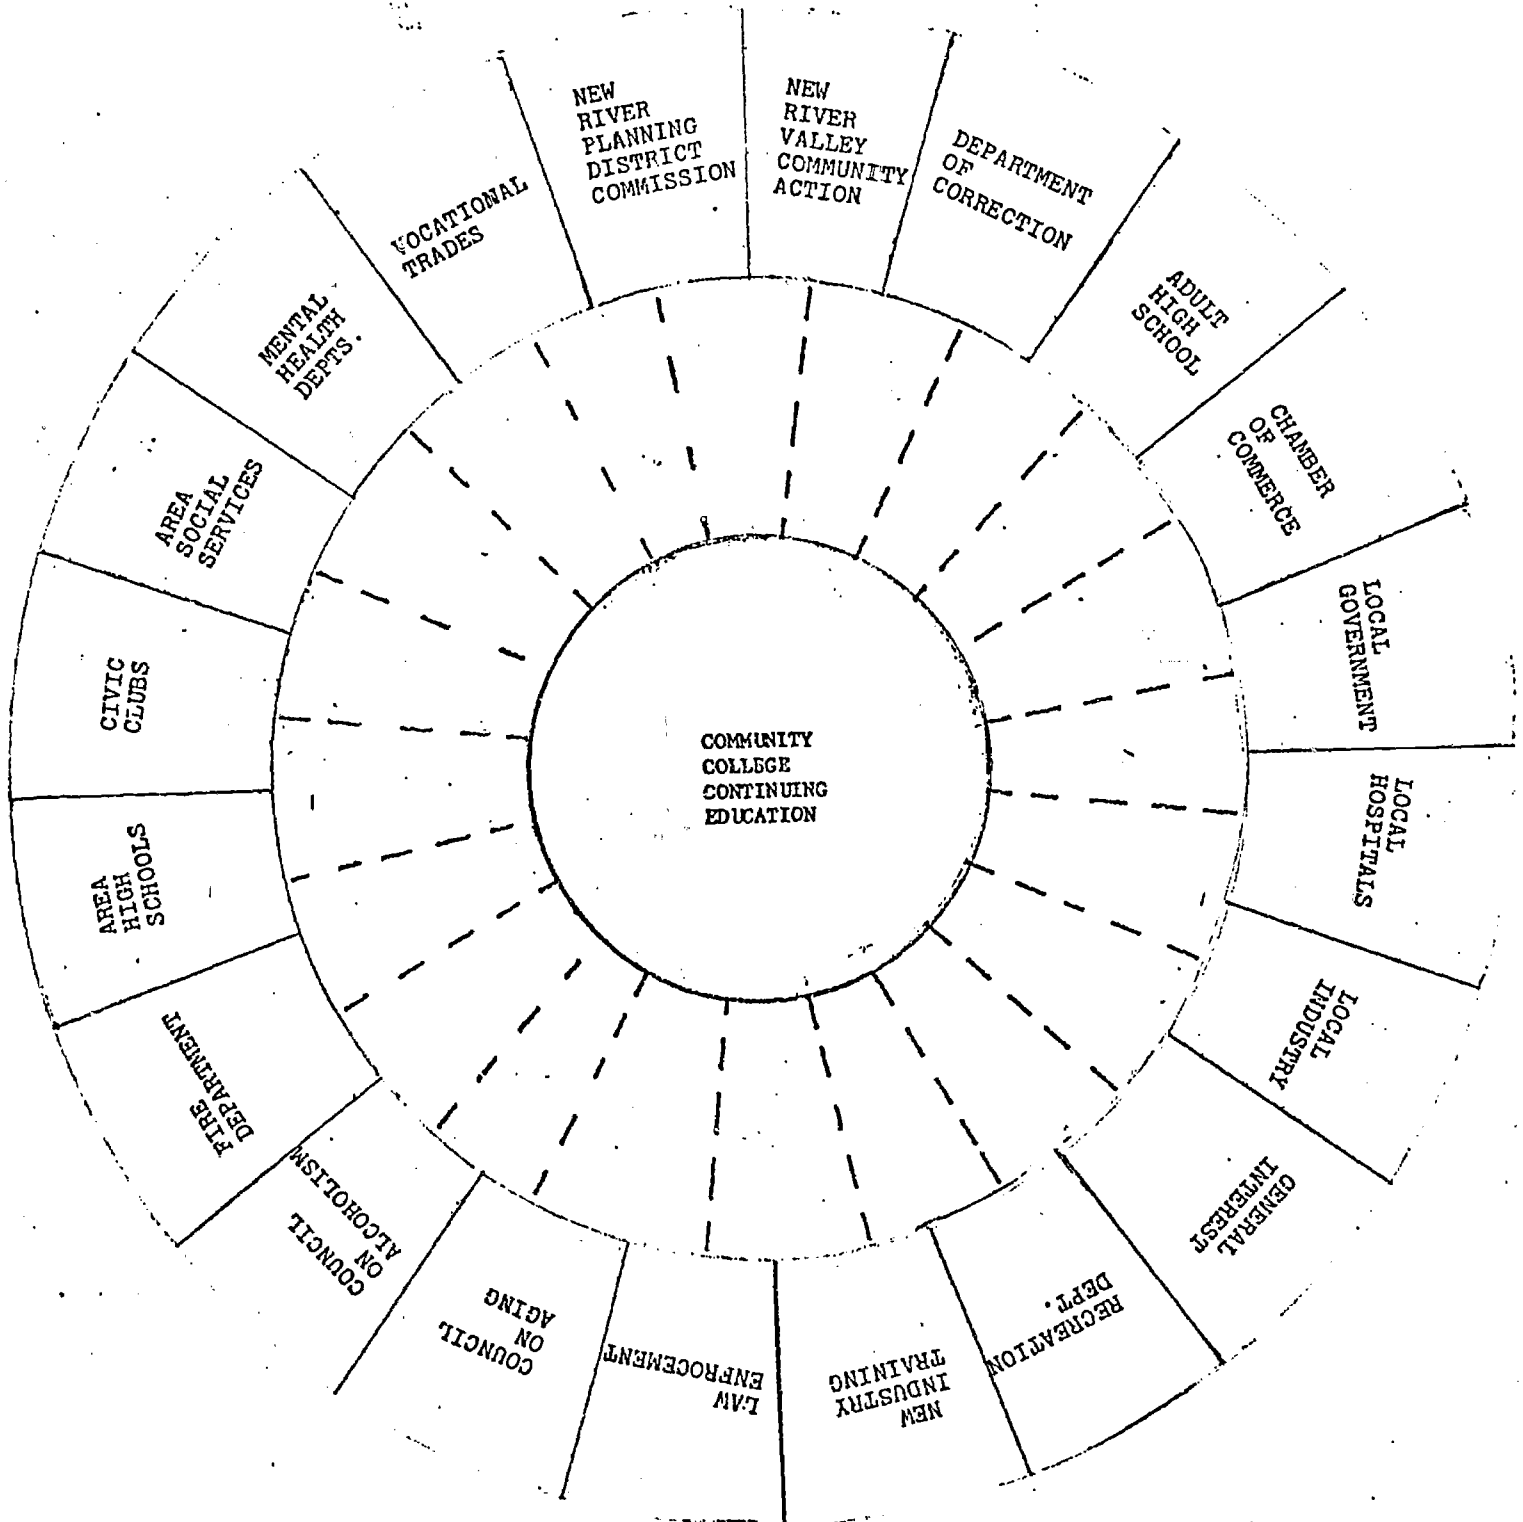 NEW
RIVER
PLANNING
DISTRICT
COMMISSION
NEW
RIVER
VALLEY
COMMUNITY
ACTION
DEPARTMENT
OF
CORRECTION
ADULT
HIGH
SCHOOL
CHAMBER
OF
COMMERCE
LOCAL
GOVERNMENT
LOCAL
HOSPITALS
LOCAL
INDUSTRY
GENERAL
INTEREST
RECREATION
DEPT.
NEW
INDUSTRY
TRAINING
LAW
ENFROCEMENT
COUNCIL
ON
AGING
COUNCIL
ON
ALCOHOLISM
FIRE
DEPARTMENT
AREA
HIGH
SCHOOLS
CIVIC
CLUBS
AREA
SOCIAL
SERVICES
MENTAL
HEALTH
DEPTS.
VOCATIONAL
TRADES
COMMUNITY
COLLEGE
CONTINUING
EDUCATION